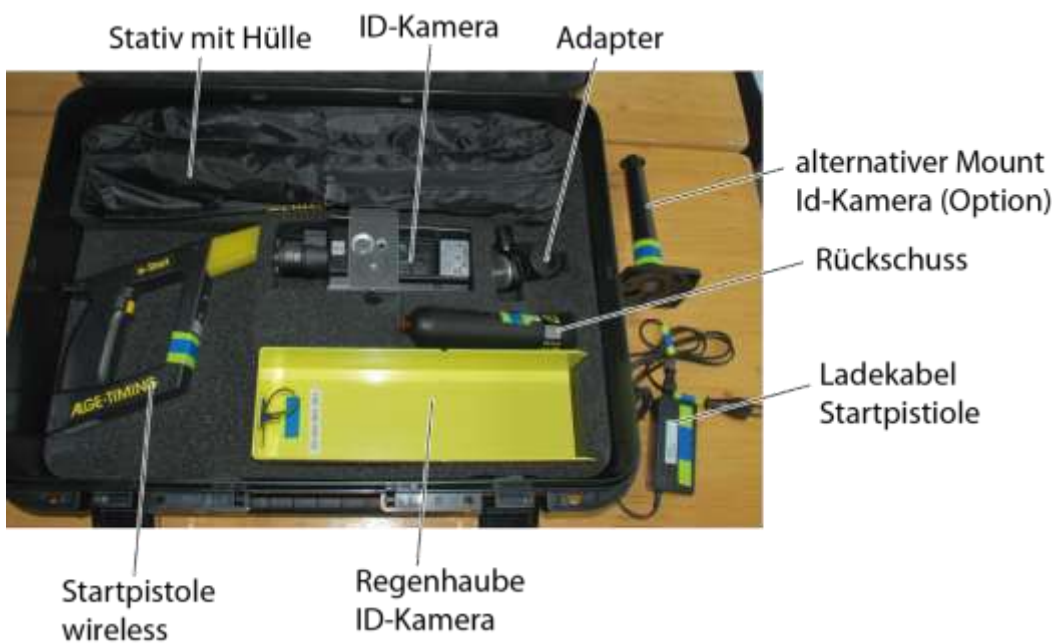 Stativ mit Hülle
ID-Kamera
Adapter
alternativer Mount
Id-Kamera (Option)
Rückschuss
Ladekabel
Startpistiole
e-Start
ALGE-TIMING
Startpistole
wireless
Regenhaube
ID-Kamera